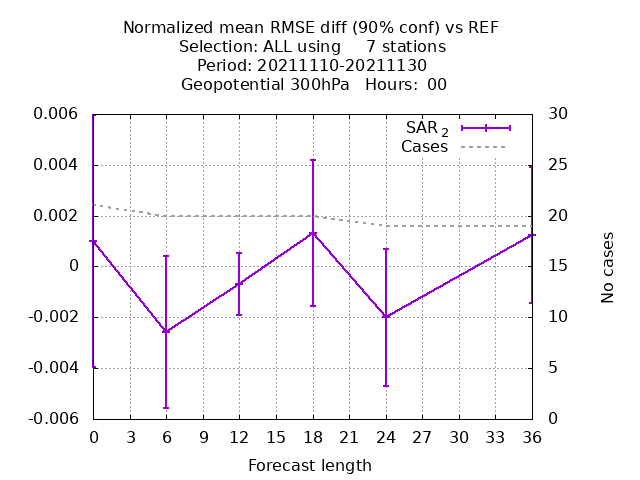 Normalized mean RMSE diff (90% conf) vs REF
Selection: ALL using     7 stations
Period: 20211110-20211130
Geopotential 300hPa   Hours:  00
0.006
0.004
0.002
0
-0.002
-0.004
-0.006
30
25
20
15
10
5
0
SAR 2
Cases
No cases
0 3 6 9 12 15 18 21 24 27 30 33 36
Forecast length